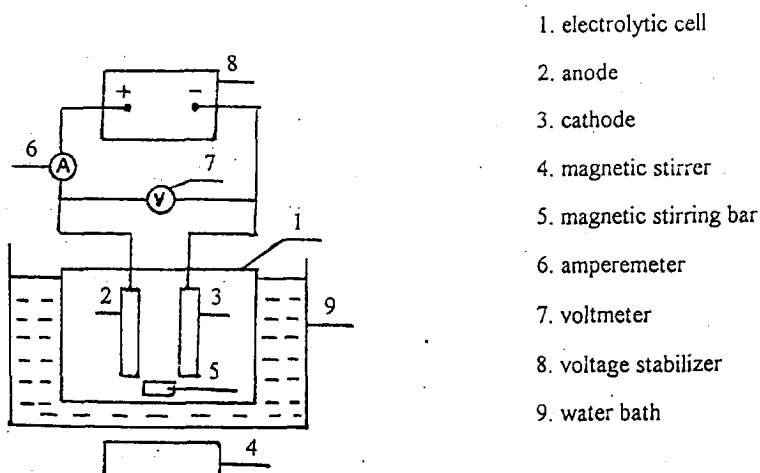 1. electrolytic cell
2. anode
3. cathode
4. magnetic stirrer
5. magnetic stirring bar
6. amperemeter
7. voltmeter
8. voltage stabilizer
9. water bath
8
+ −
6 A
7
V
1
2 3
9
5
4